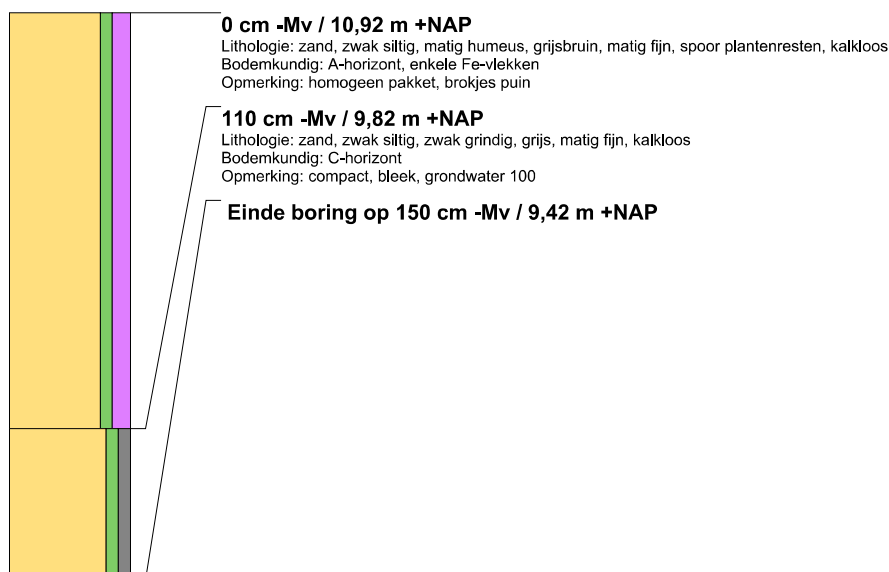 0 cm -Mv / 10,92 m +NAP
Lithologie: zand, zwak siltig, matig humeus, grijsbruin, matig fijn, spoor plantenresten, kalkloos
Bodemkundig: A-horizont, enkele Fe-vlekken
Opmerking: homogeen pakket, brokjes puin
110 cm -Mv / 9,82 m +NAP
Lithologie: zand, zwak siltig, zwak grindig, grijs, matig fijn, kalkloos
Bodemkundig: C-horizont
Opmerking: compact, bleek, grondwater 100
Einde boring op 150 cm -Mv / 9,42 m +NAP